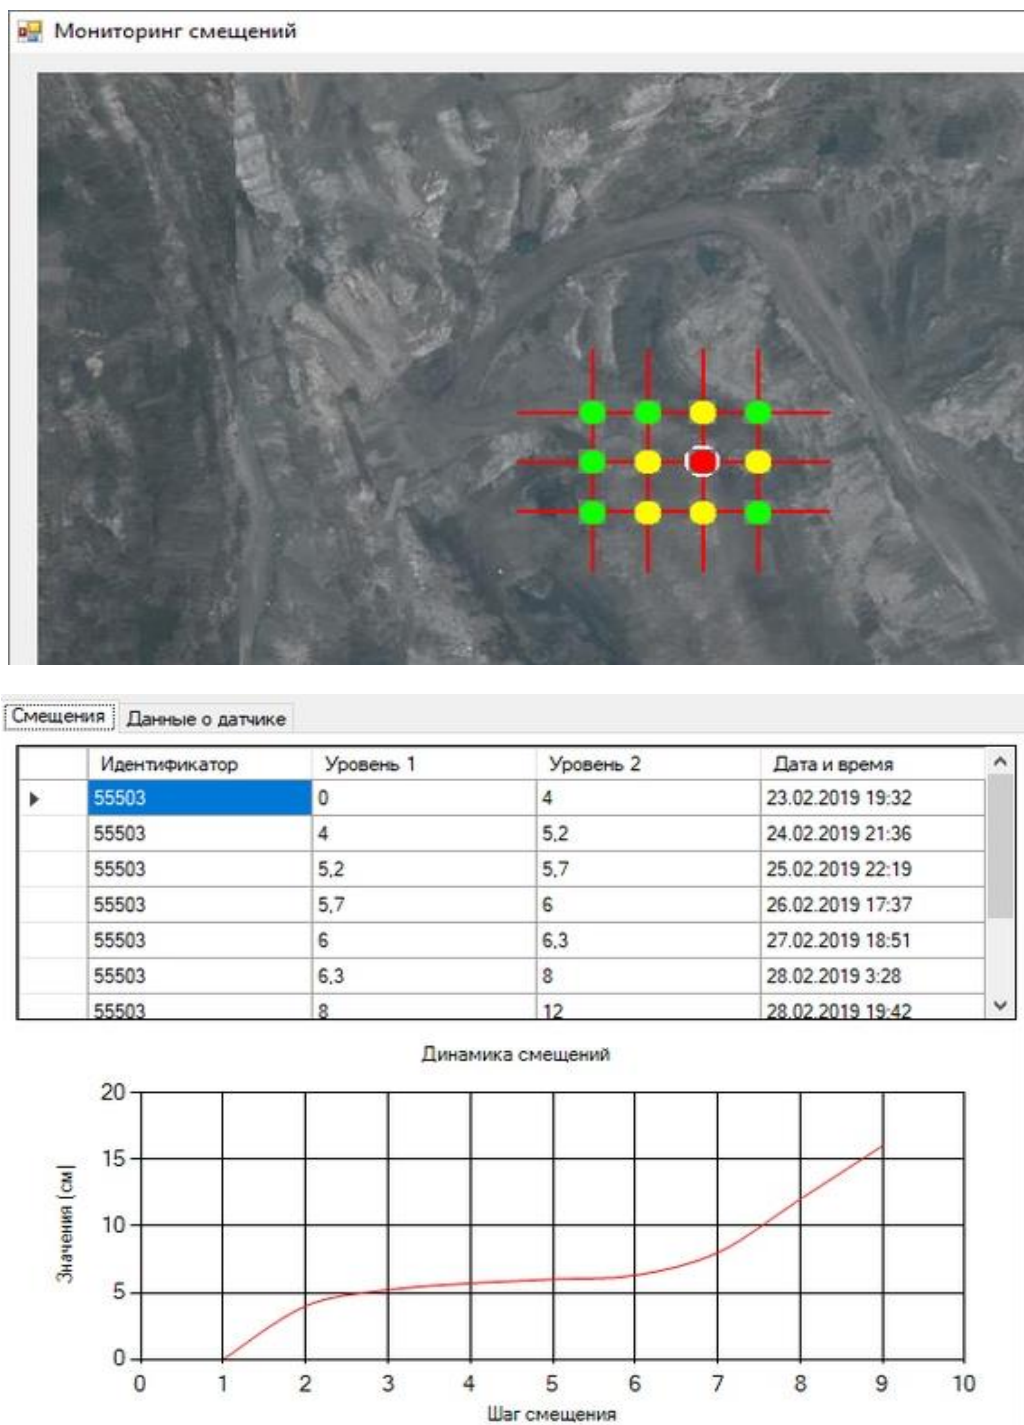 Мониторинг смещений
Смещения Данные о датчике
Идентификатор Уровень 1 Уровень 2 Дата и время
55503 0 4 23.02.2019 19:32
55503 4 5,2 24.02.2019 21:36
55503 5,2 5,7 25.02.2019 22:19
55503 5,7 6 26.02.2019 17:37
55503 6 6,3 27.02.2019 18:51
55503 6,3 8 28.02.2019 3:28
55503 8 12 28.02.2019 19:42
Динамика смещений
20
15
10
5
0
Значения (см)
0 1 2 3 4 5 6 7 8 9 10
Шаг смещения